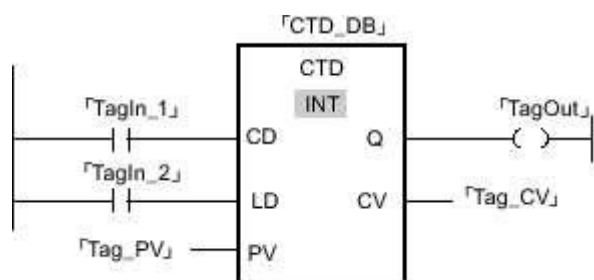 「CTD_DB」
CTD
INT
「TagIn_1」
「TagOut」
CD
Q
「TagIn_2」
LD
CV
「Tag_CV」
「Tag_PV」
PV